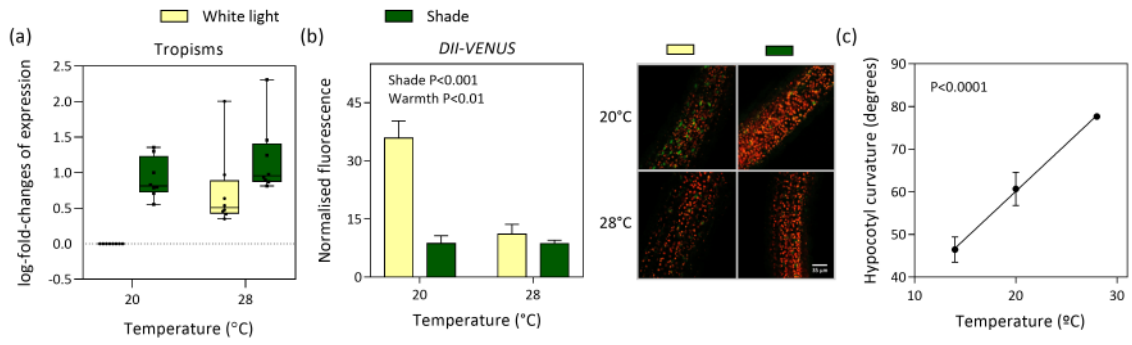 White light
Shade
(a)
Tropisms
log-fold-changes of expression
2.5
2.0
1.5
1.0
0.5
0.0
-0.5
20
28
Temperature (°C)
(b)
DII-VENUS
Shade P<0.001
Warmth P<0.01
Normalised fluorescence
45
30
15
0
20
28
Temperature (°C)
20°C
28°C
35 µm
(c)
P<0.0001
Hypocotyl curvature (degrees)
90
80
70
60
50
40
10
20
30
Temperature (ºC)